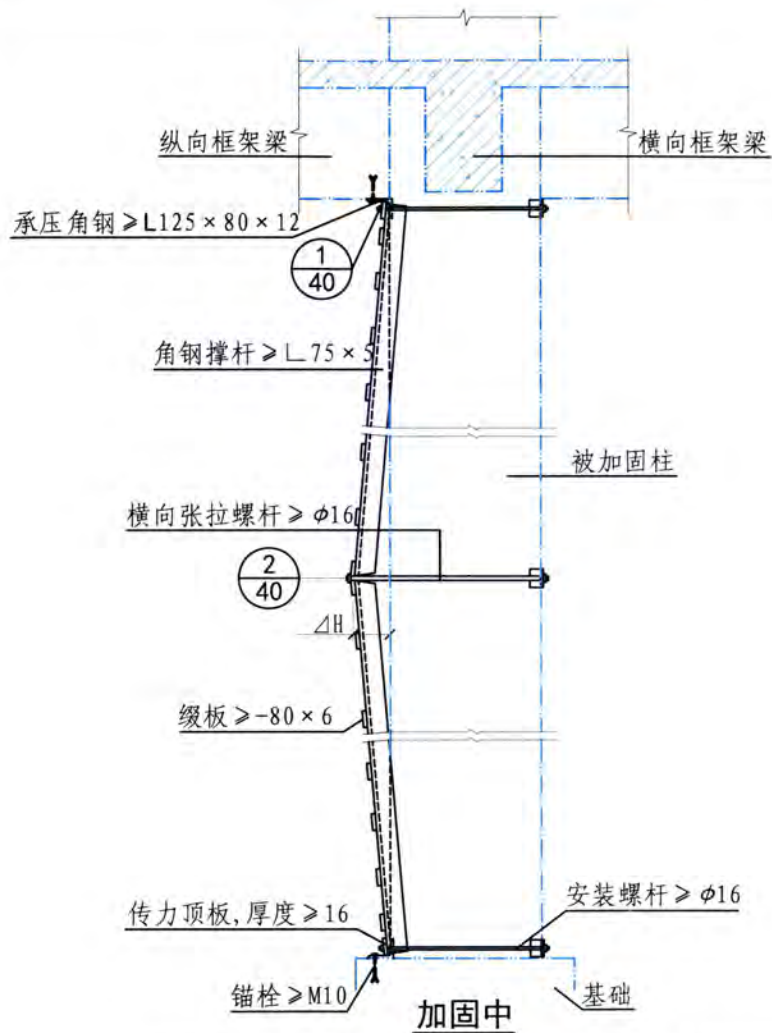 纵向框架梁
横向框架梁
承压角钢≥L125×80×12
1
40
角钢撑杆≥∟75×5
被加固柱
横向张拉螺杆≥ϕ16
2
40
⊿H
缀板≥-80×6
传力顶板,厚度≥16
安装螺杆≥ϕ16
锚栓≥M10
基础
加固中